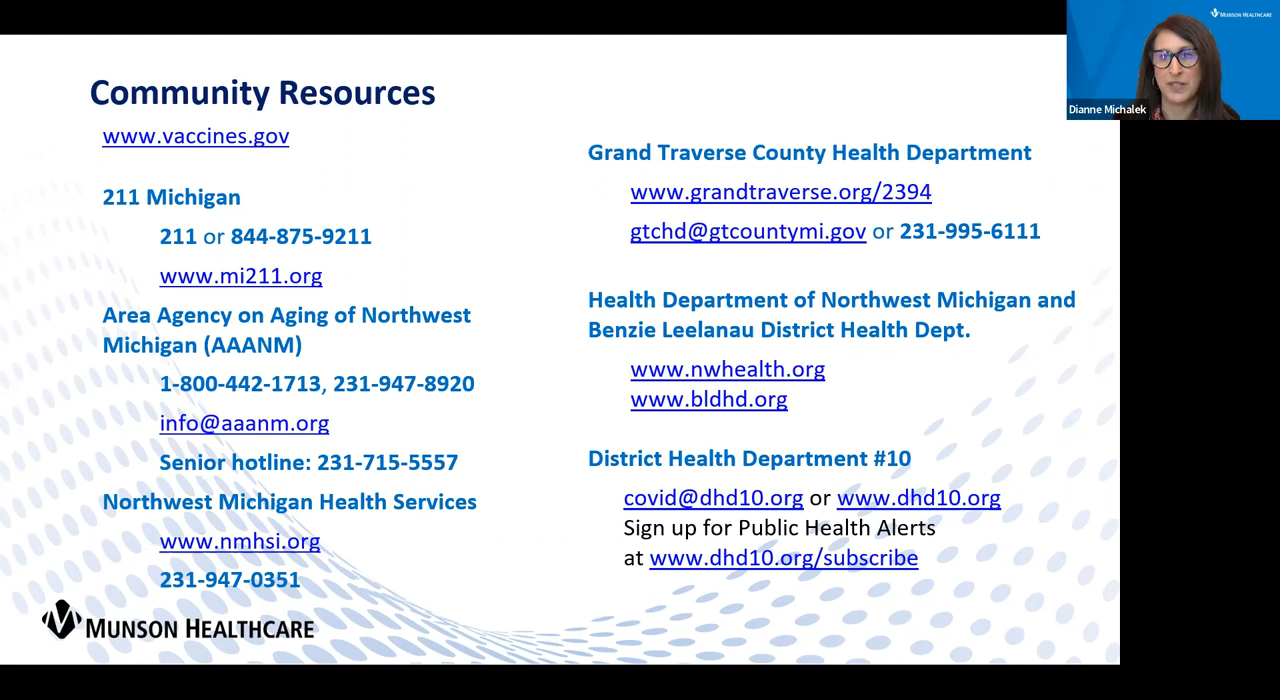 Community Resources
www.vaccines.gov
211 Michigan
211 or 844-875-9211
www.mi211.org
Area Agency on Aging of Northwest
Michigan (AAANM)
1-800-442-1713, 231-947-8920
info@aaanm.org
Senior hotline: 231-715-5557
Northwest Michigan Health Services
www.nmhsi.org
231-947-0351
Grand Traverse County Health Department
www.grandtraverse.org/2394
gtchd@gtcountymi.gov or 231-995-6111
Health Department of Northwest Michigan and
Benzie Leelanau District Health Dept.
www.nwhealth.org
www.bldhd.org
District Health Department #10
covid@dhd10.org or www.dhd10.org
Sign up for Public Health Alerts
at www.dhd10.org/subscribe
MUNSON HEALTHCARE
MUNSON HEALTHCARE
Dianne Michalek